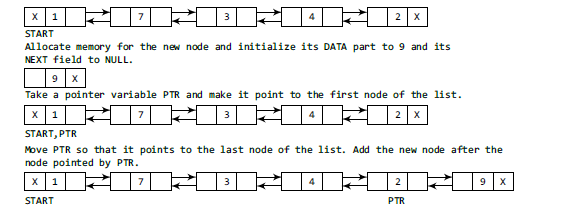 X 1 7 3 4 2 X
START
Allocate memory for the new node and initialize its DATA part to 9 and its
NEXT field to NULL.
9 X
Take a pointer variable PTR and make it point to the first node of the list.
X 1 7 3 4 2 X
START,PTR
Move PTR so that it points to the last node of the list. Add the new node after the
node pointed by PTR.
X 1 7 3 4 2 9 X
START PTR